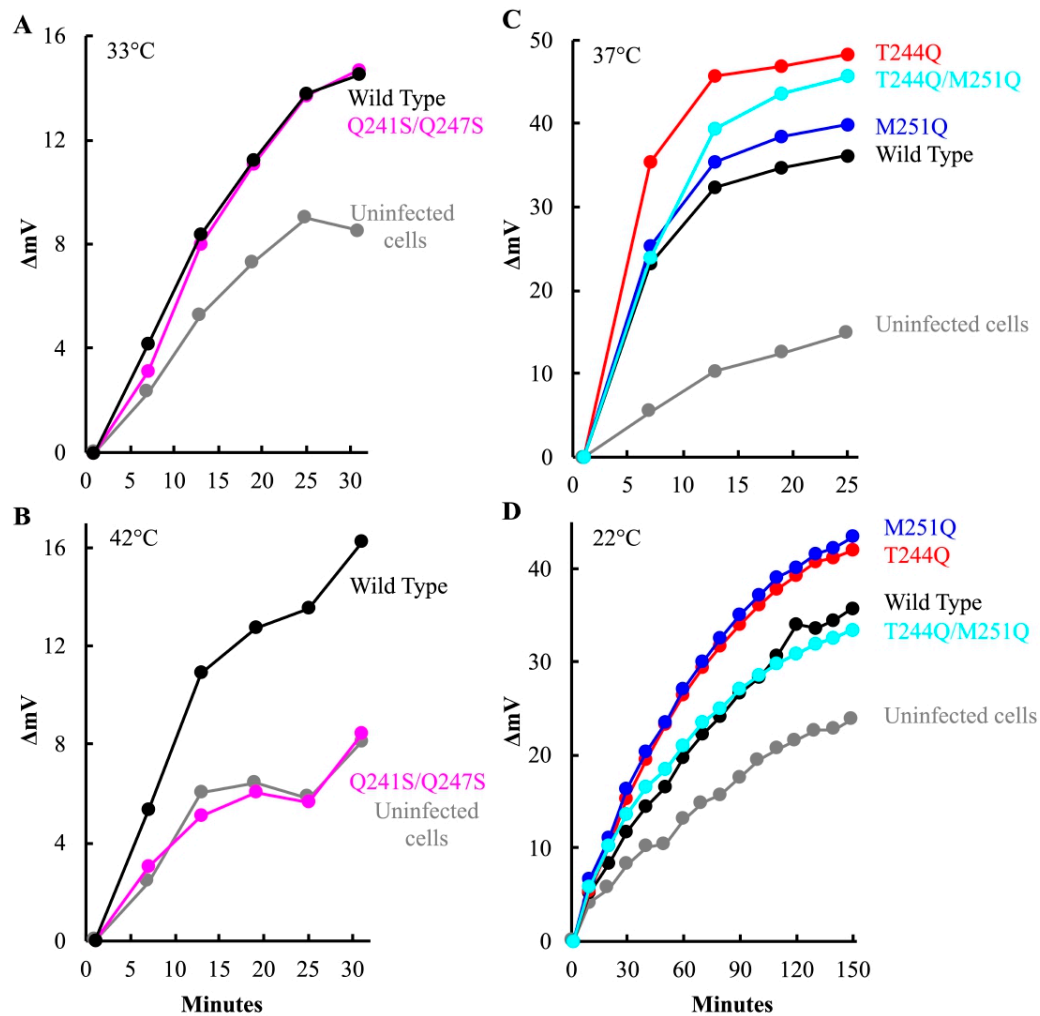 A
33°C
16
12
8
4
0
ΔmV
Wild Type
Q241S/Q247S
Uninfected
cells
0 5 10 15 20 25 30
B
42°C
16
12
8
4
0
ΔmV
Wild Type
Q241S/Q247S
Uninfected
cells
0 5 10 15 20 25 30
Minutes
C
37°C
50
40
30
20
10
0
ΔmV
T244Q
T244Q/M251Q
M251Q
Wild Type
Uninfected cells
0 5 10 15 20 25
D
22°C
40
30
20
10
0
ΔmV
M251Q
T244Q
Wild Type
T244Q/M251Q
Uninfected cells
0 30 60 90 120 150
Minutes